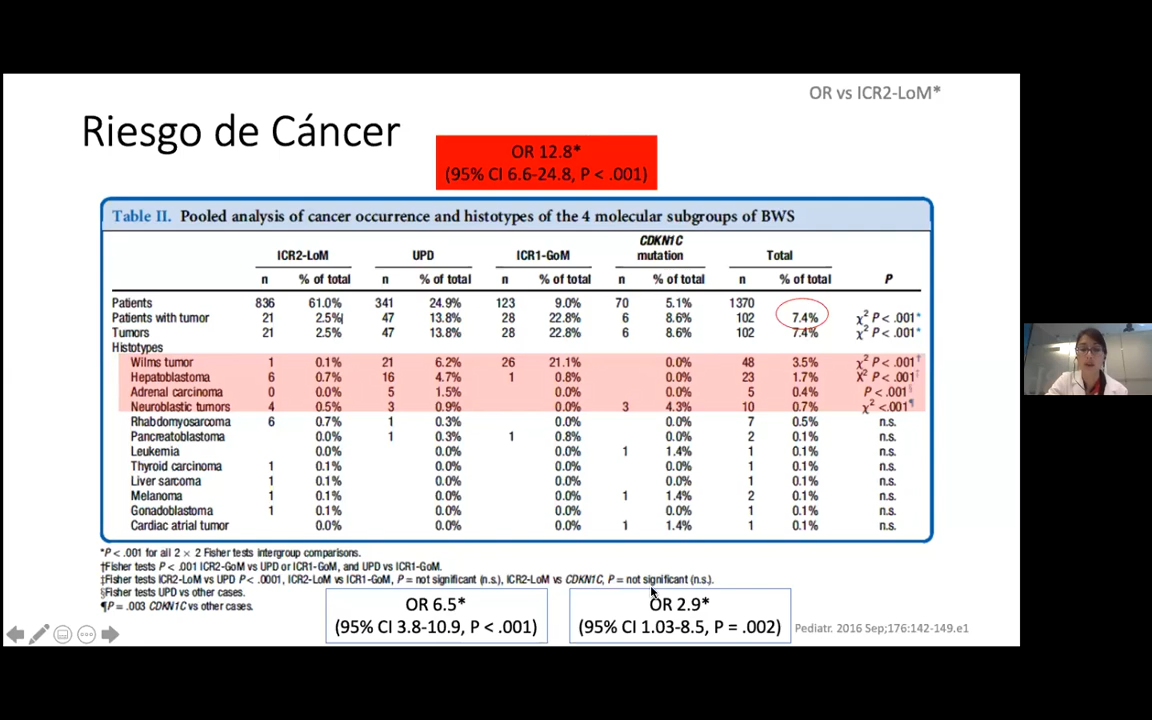 OR vs ICR2-LoM*
Riesgo de Cáncer
OR 12.8*
(95% CI 6.6-24.8, P < .001)
Table II. Pooled analysis of cancer occurrence and histotypes of the 4 molecular subgroups of BWS
ICR2-LoM UPD ICR1-GoM CDKN1C mutation Total
n % of total n % of total n % of total n % of total n % of total P
Patients 836 61.0% 341 24.9% 123 9.0% 70 5.1% 1370
Patients with tumor 21 2.5% 47 13.8% 28 22.8% 6 8.6% 102 7.4% χ² P < .001*
Tumors 21 2.5% 47 13.8% 28 22.8% 6 8.6% 102 7.4% χ² P < .001*
Histotypes
Wilms tumor 1 0.1% 21 6.2% 26 21.1% 0.0% 48 3.5% χ² P < .001†
Hepatoblastoma 6 0.7% 16 4.7% 1 0.8% 0.0% 23 1.7% χ² P < .001‡
Adrenal carcinoma 0 0.0% 5 1.5% 0.0% 0.0% 5 0.4% P < .001§
Neuroblastic tumors 4 0.5% 3 0.9% 0.0% 3 4.3% 10 0.7% χ² <.001¶
Rhabdomyosarcoma 6 0.7% 1 0.3% 0.0% 0.0% 7 0.5% n.s.
Pancreatoblastoma 0.0% 1 0.3% 1 0.8% 0.0% 2 0.1% n.s.
Leukemia 0.0% 0.0% 0.0% 1 1.4% 1 0.1% n.s.
Thyroid carcinoma 1 0.1% 0.0% 0.0% 0.0% 1 0.1% n.s.
Liver sarcoma 1 0.1% 0.0% 0.0% 0.0% 1 0.1% n.s.
Melanoma 1 0.1% 0.0% 0.0% 1 1.4% 2 0.1% n.s.
Gonadoblastoma 1 0.1% 0.0% 0.0% 0.0% 1 0.1% n.s.
Cardiac atrial tumor 0.0% 0.0% 0.0% 1 1.4% 1 0.1% n.s.
*P < .001 for all 2 × 2 Fisher tests intergroup comparisons.
†Fisher tests P < .001 ICR2-GoM vs UPD or ICR1-GoM, and UPD vs ICR1-GoM.
‡Fisher tests ICR2-LoM vs UPD P < .0001, ICR2-LoM vs ICR1-GoM, P = not significant (n.s.), ICR2-LoM vs CDKN1C, P = not significant (n.s.).
§Fisher tests UPD vs other cases.
¶P = .003 CDKN1C vs other cases.
OR 6.5*
(95% CI 3.8-10.9, P < .001)
OR 2.9*
(95% CI 1.03-8.5, P = .002)
Pediatr. 2016 Sep;176:142-149.e1